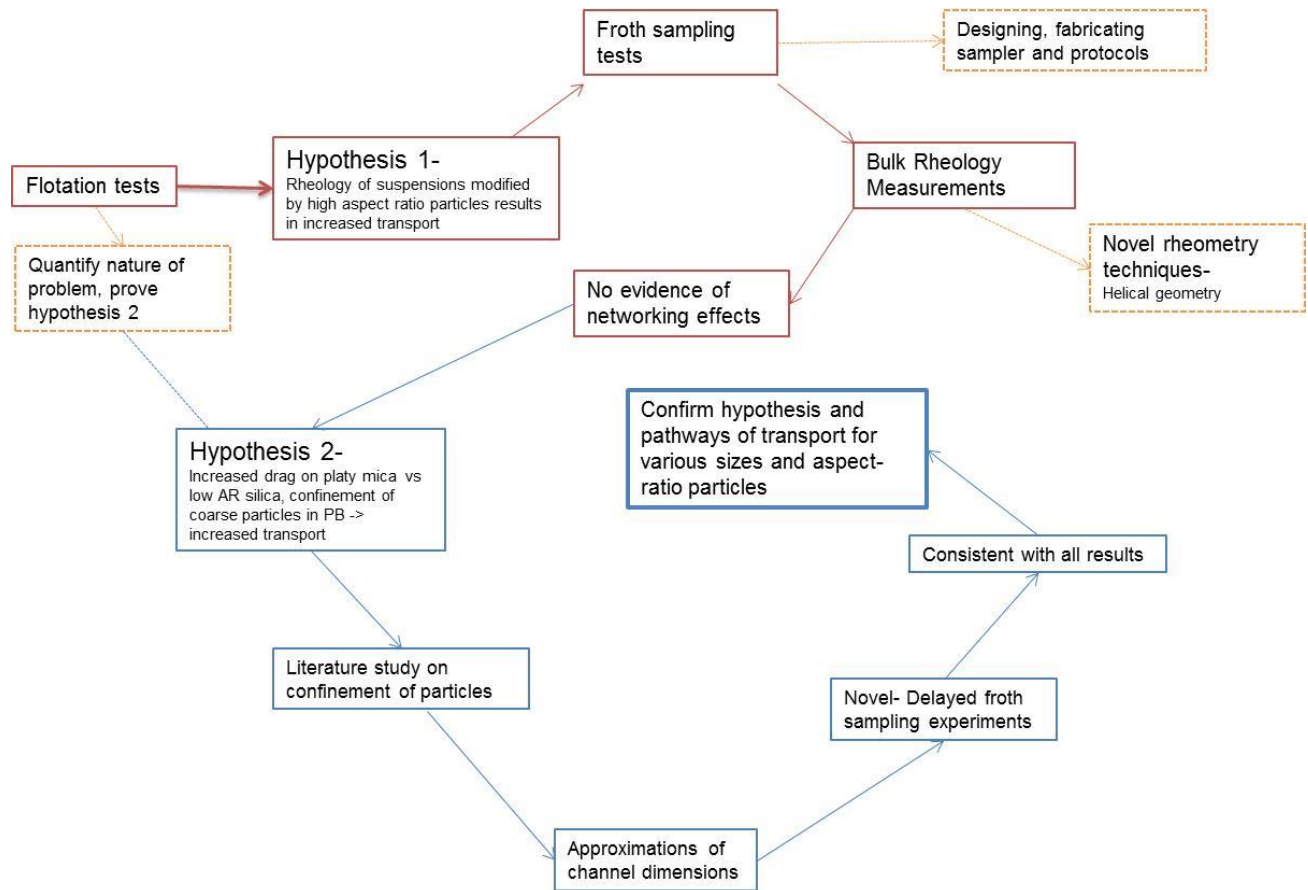 Froth sampling
tests
Designing, fabricating
sampler and protocols
Hypothesis 1-
Rheology of suspensions modified
by high aspect ratio particles results
in increased transport
Bulk Rheology
Measurements
Flotation tests
Quantify nature of
problem, prove
hypothesis 2
Novel rheometry
techniques-
Helical geometry
No evidence of
networking effects
Confirm hypothesis and
pathways of transport for
various sizes and aspect-
ratio particles
Hypothesis 2-
Increased drag on platy mica vs
low AR silica, confinement of
coarse particles in PB ->
increased transport
Consistent with all results
Literature study on
confinement of particles
Novel- Delayed froth
sampling experiments
Approximations of
channel dimensions